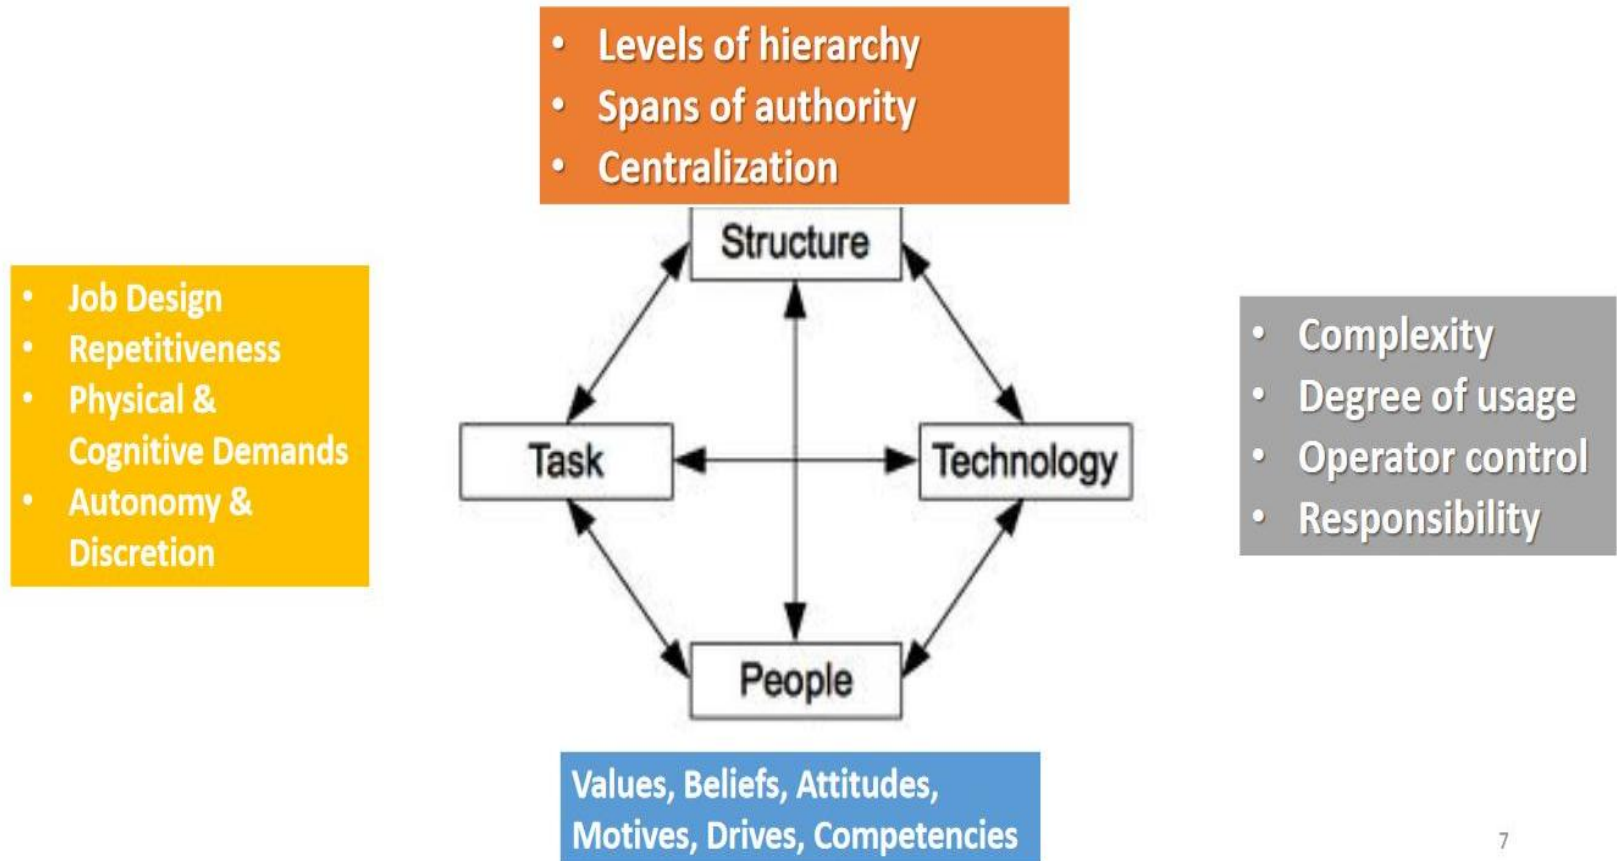 • Levels of hierarchy
• Spans of authority
• Centralization
Structure
• Job Design
• Repetitiveness
• Physical &
Cognitive Demands
• Autonomy &
Discretion
Task
Technology
• Complexity
• Degree of usage
• Operator control
• Responsibility
People
Values, Beliefs, Attitudes,
Motives, Drives, Competencies
7